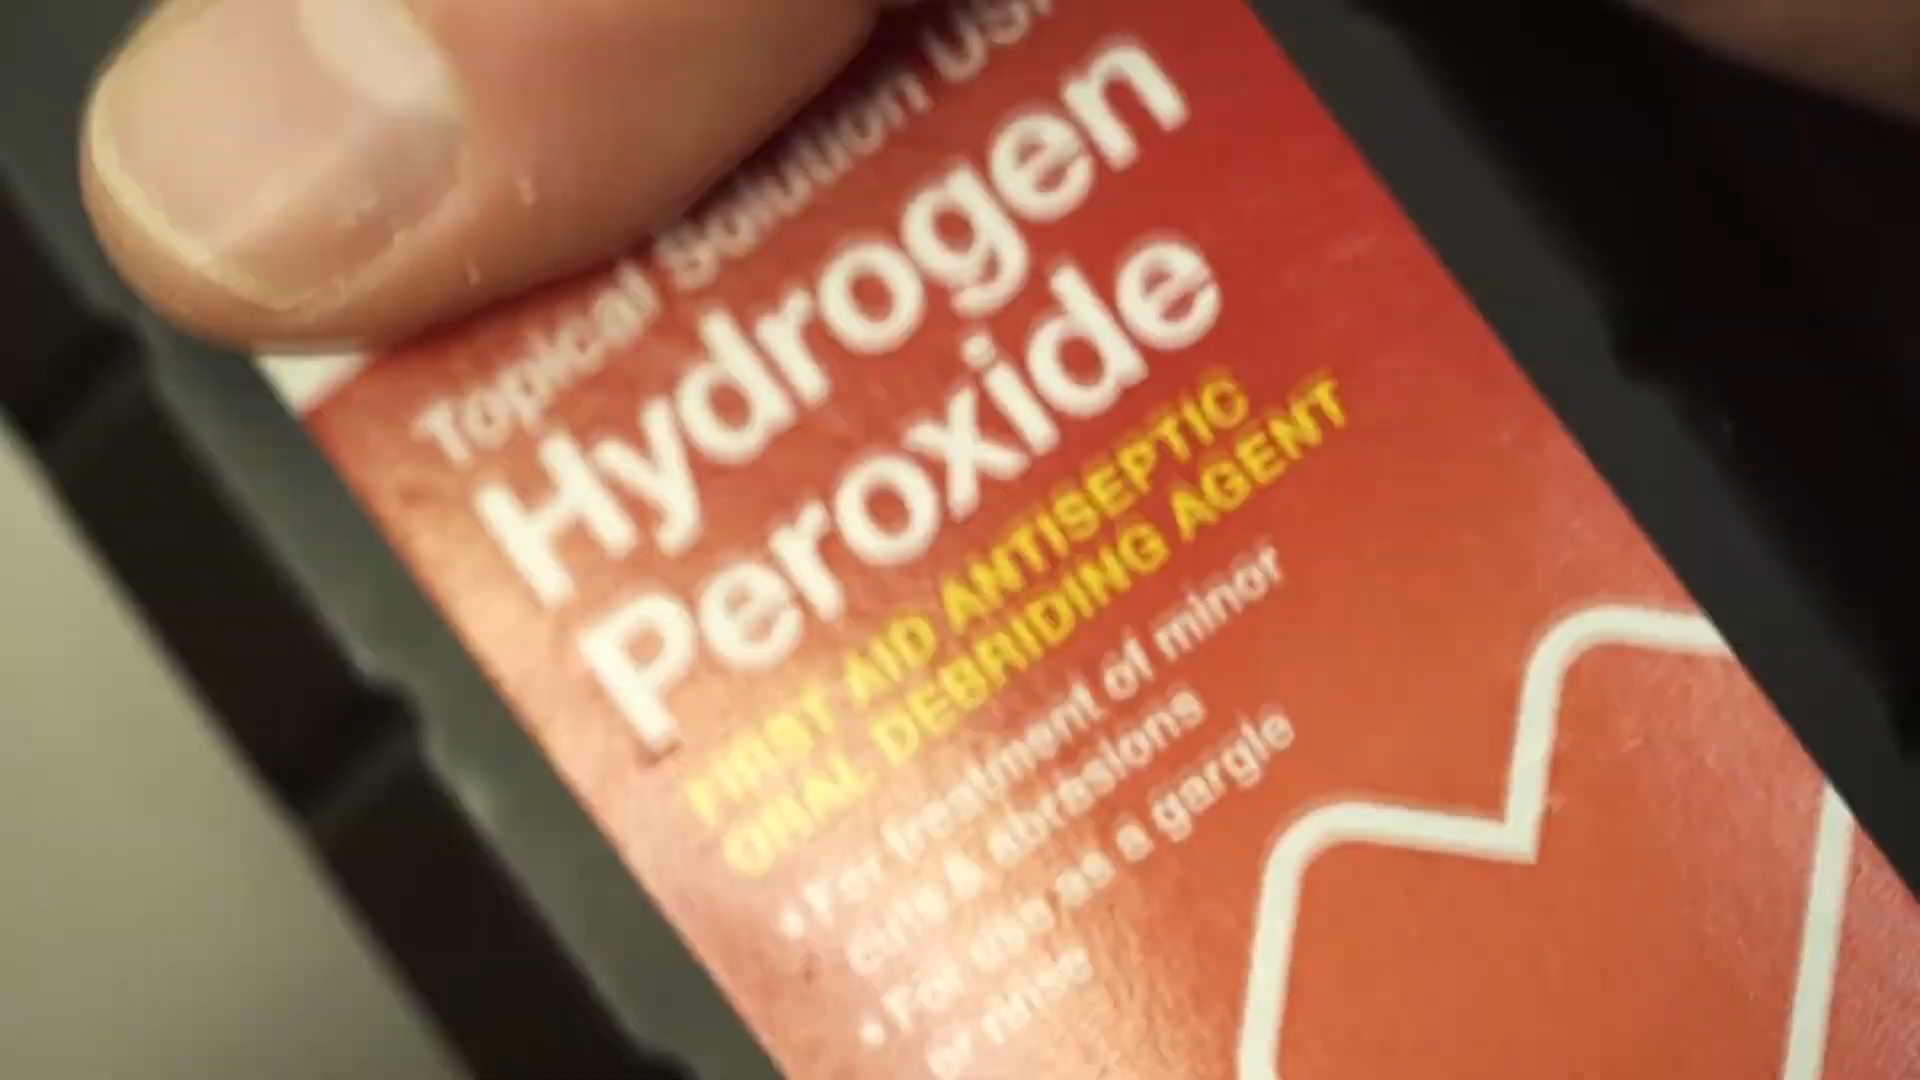 Topical Solution USP
Hydrogen
Peroxide
FIRST AID ANTISEPTIC
ORAL DEBRIDING AGENT
• For treatment of minor
cuts & abrasions
• For use as a gargle
or rinse